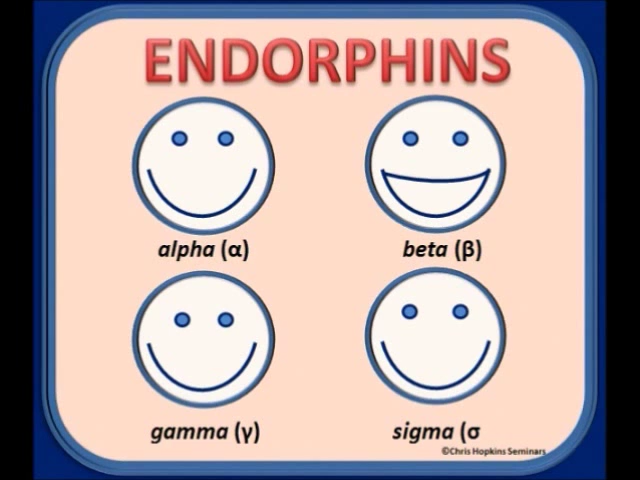 ENDORPHINS
alpha (α)
beta (β)
gamma (γ)
sigma (σ
©Chris Hopkins Seminars